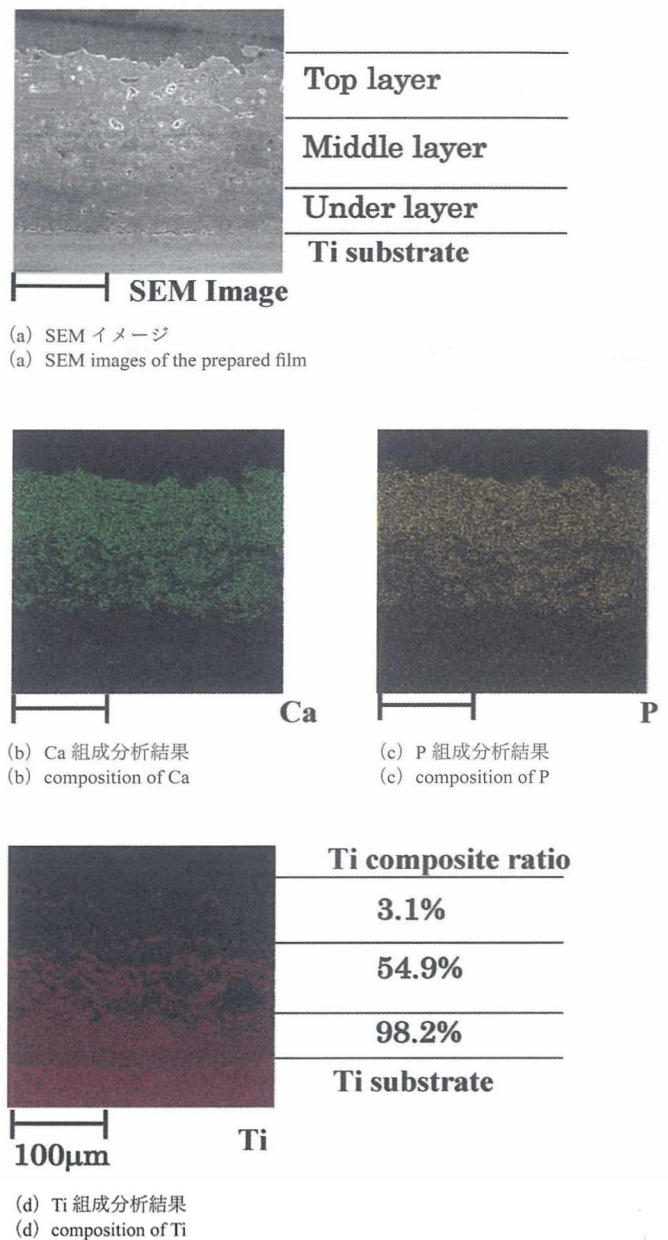 Top layer
Middle layer
Under layer
Ti substrate
SEM Image
(a) SEM イメージ
(a) SEM images of the prepared film
Ca
P
(b) Ca 組成分析結果
(b) composition of Ca
(c) P 組成分析結果
(c) composition of P
Ti composite ratio
3.1%
54.9%
98.2%
Ti substrate
Ti
100μm
(d) Ti 組成分析結果
(d) composition of Ti